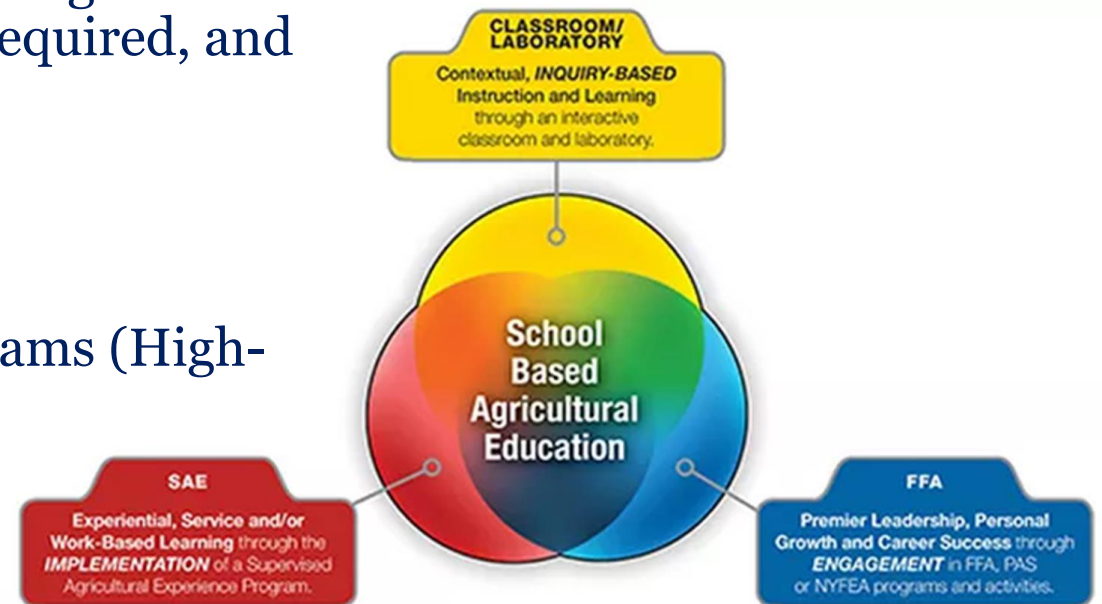 equired, and
ams (High-
CLASSROOM/
LABORATORY
Contextual, INQUIRY-BASED
Instruction and Learning
through an interactive
classroom and laboratory.
School
Based
Agricultural
Education
SAE
Experiential, Service and/or
Work-Based Learning through the
IMPLEMENTATION of a Supervised
Agricultural Experience Program.
FFA
Premier Leadership, Personal
Growth and Career Success through
ENGAGEMENT in FFA, PAS
or NYFEA programs and activities.